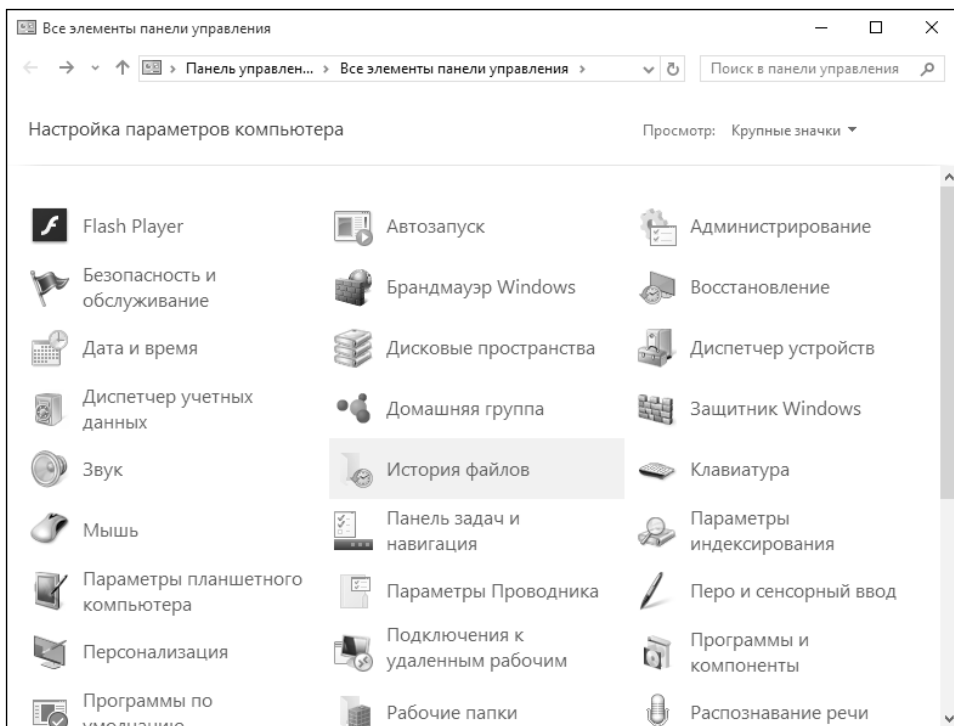 Все элементы панели управления
Панель управлен... › Все элементы панели управления ›
Поиск в панели управления
Настройка параметров компьютера
Просмотр: Крупные значки
Flash Player
Автозапуск
Администрирование
Безопасность и
обслуживание
Брандмауэр Windows
Восстановление
Дата и время
Дисковые пространства
Диспетчер устройств
Диспетчер учетных
данных
Домашняя группа
Защитник Windows
Звук
История файлов
Клавиатура
Мышь
Панель задач и
навигация
Параметры
индексирования
Параметры планшетного
компьютера
Параметры Проводника
Перо и сенсорный ввод
Персонализация
Подключения к
удаленным рабочим
Программы и
компоненты
Программы по
умолчанию
Рабочие папки
Распознавание речи